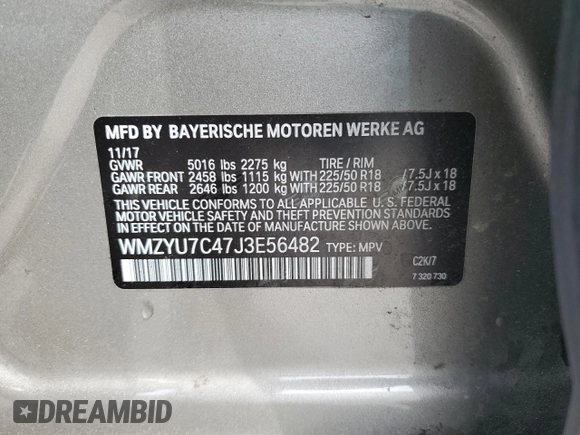 MFD BY BAYERISCHE MOTOREN WERKE AG
11/17
GVWR 5016 lbs 2275 kg TIRE / RIM
GAWR FRONT 2458 lbs 1115 kg WITH 225/50 R18 /7.5J x 18
GAWR REAR 2646 lbs 1200 kg WITH 225/50 R18 /7.5J x 18
THIS VEHICLE CONFORMS TO ALL APPLICABLE U. S. FEDERAL
MOTOR VEHICLE SAFETY, BUMPER, AND THEFT PREVENTION
STANDARDS IN EFFECT ON THE DATE OF MANUFACTURE SHOWN ABOVE.
WMZYU7C47J3E56482 TYPE: MPV
C2K/7
7 320 730
DREAMBID